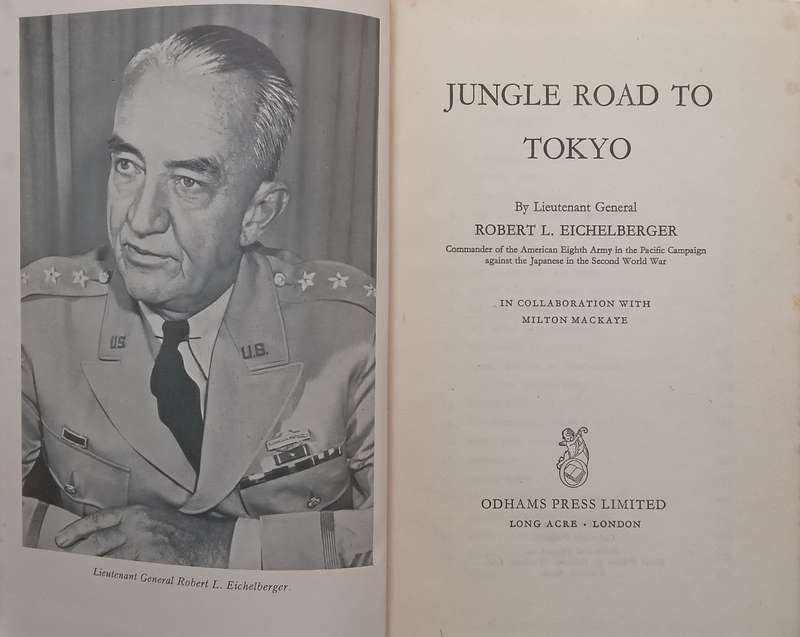 U.S.
U.S.
Lieutenant General Robert L. Eichelberger.
JUNGLE ROAD TO
TOKYO
By Lieutenant General
ROBERT L. EICHELBERGER
Commander of the American Eighth Army in the Pacific Campaign
against the Japanese in the Second World War
IN COLLABORATION WITH
MILTON MACKAYE
ODHAMS PRESS LIMITED
LONG ACRE · LONDON